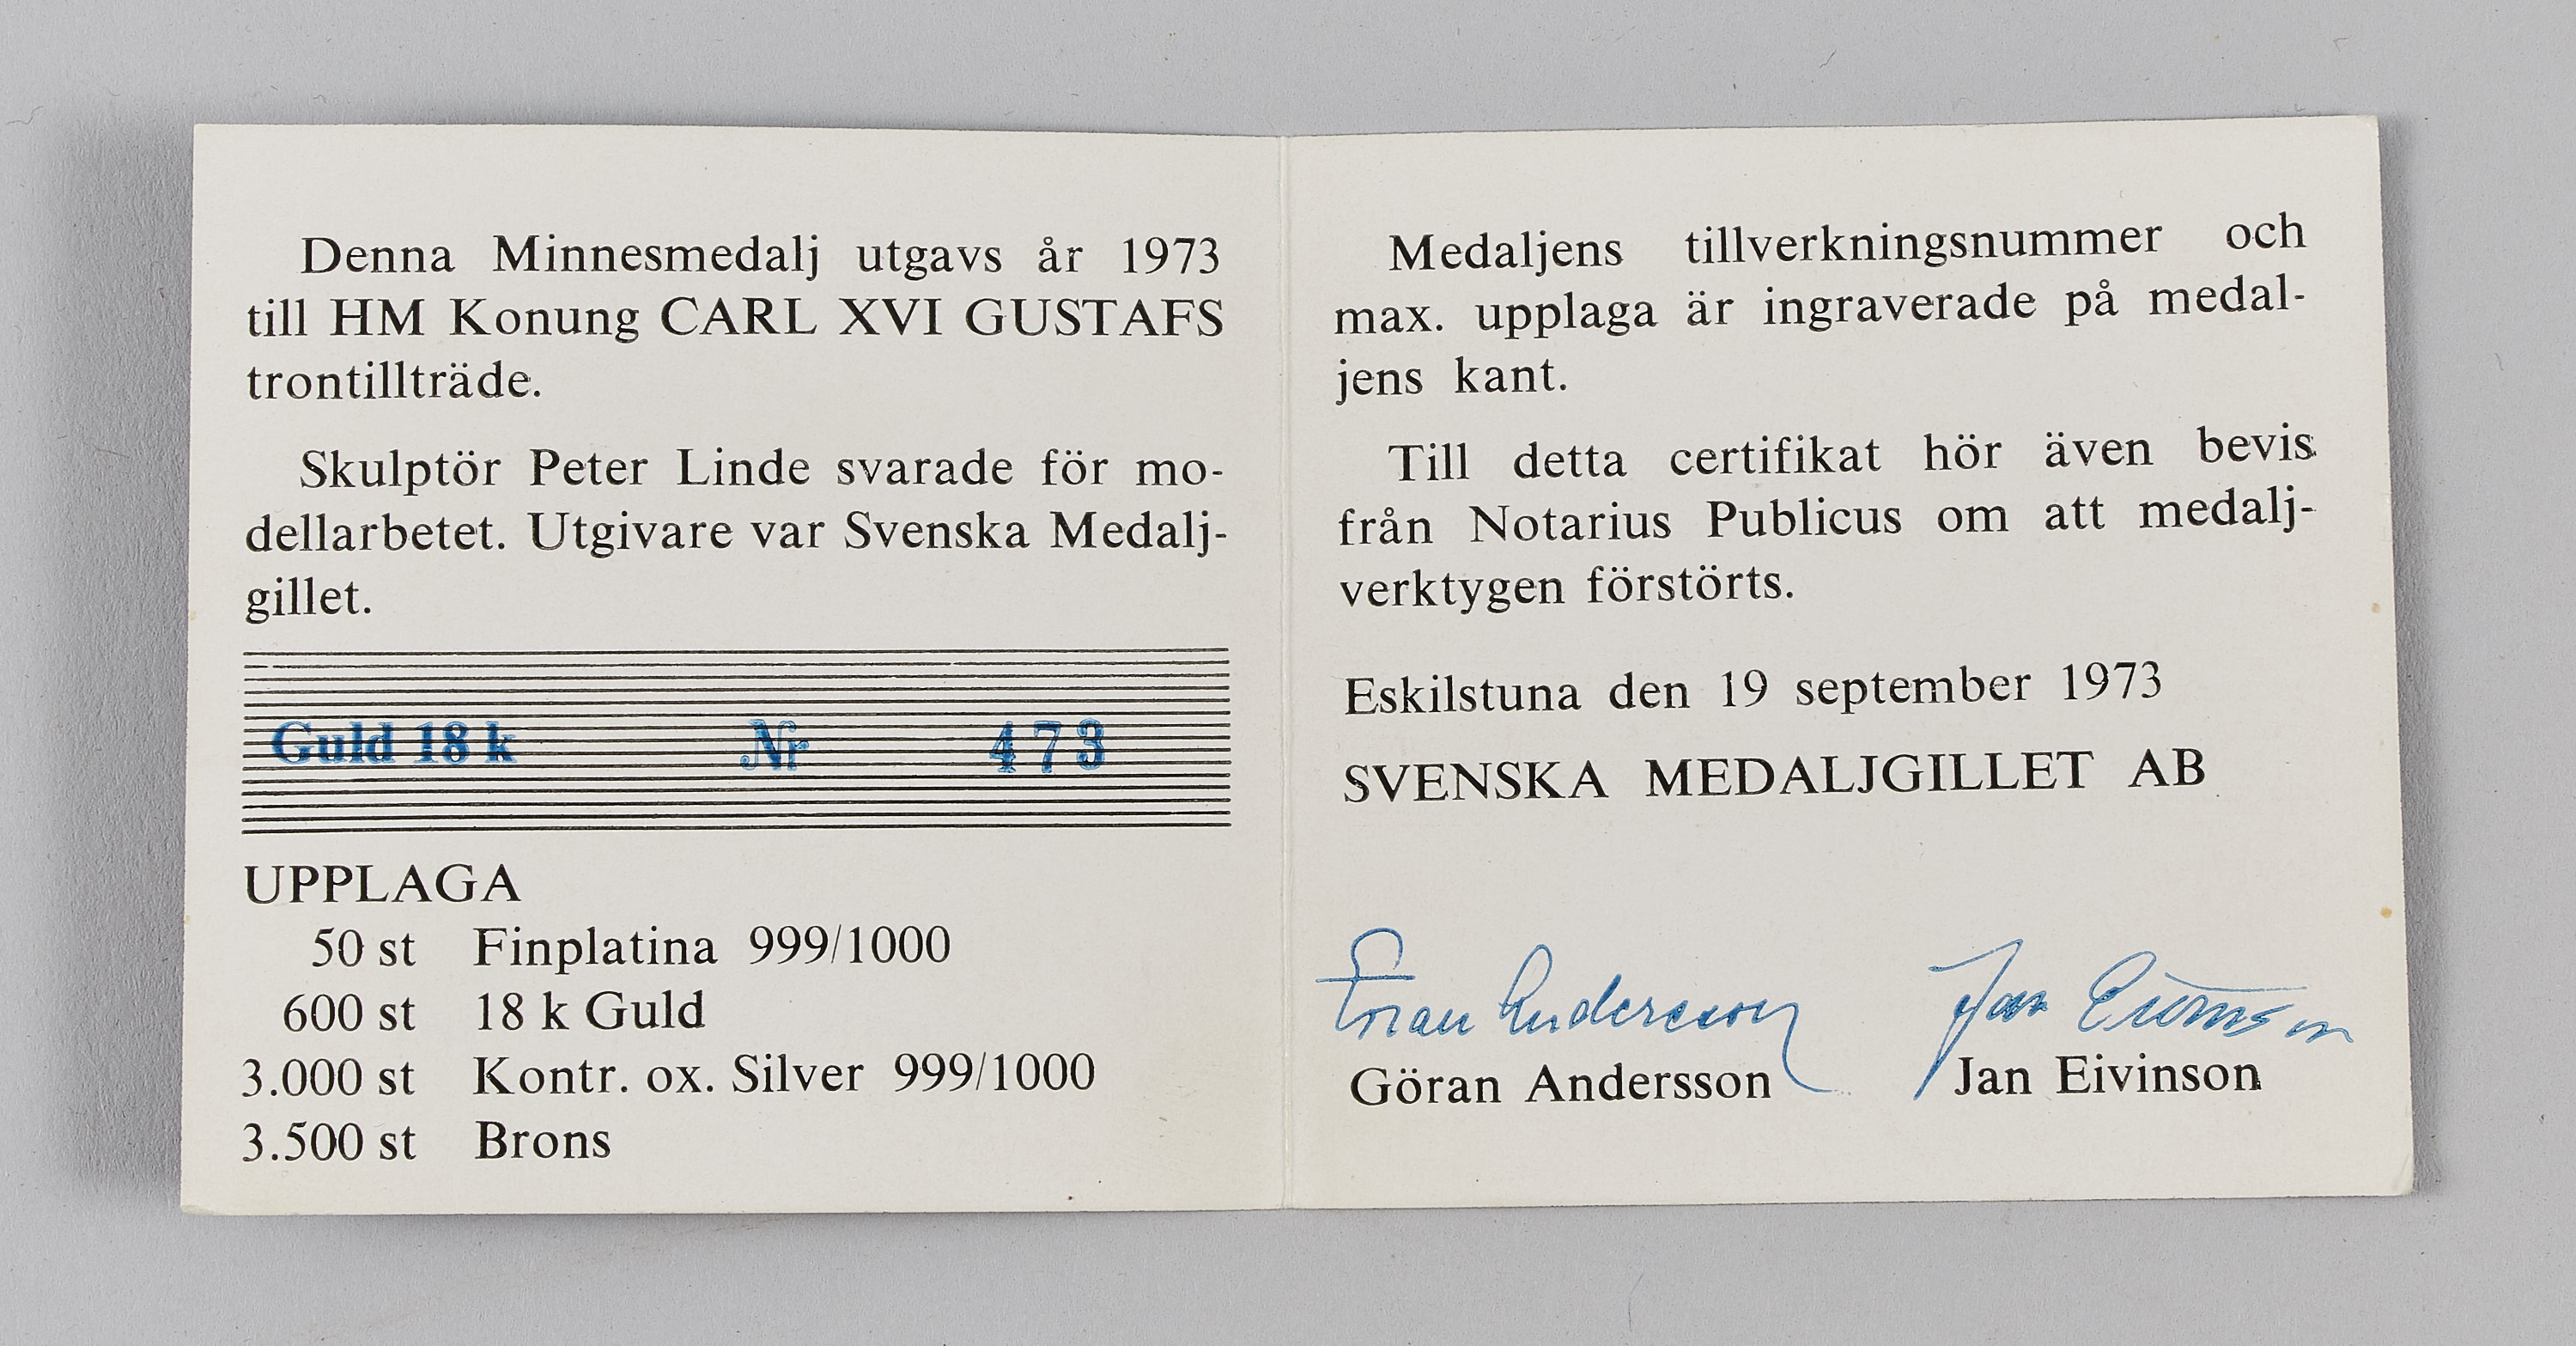 Denna Minnesmedalj utgavs år 1973
till HM Konung CARL XVI GUSTAFS
trontillträde.
Skulptör Peter Linde svarade för mo-
dellarbetet. Utgivare var Svenska Medalj-
gillet.
Guld 18 k Nr 473
UPPLAGA
50 st Finplatina 999/1000
600 st 18 k Guld
3.000 st Kontr. ox. Silver 999/1000
3.500 st Brons
Medaljens tillverkningsnummer och
max. upplaga är ingraverade på medal-
jens kant.
Till detta certifikat hör även bevis
från Notarius Publicus om att medalj-
verktygen förstörts.
Eskilstuna den 19 september 1973
SVENSKA MEDALJGILLET AB
Göran Andersson Jan Eivinson
Göran Andersson Jan Eivinson